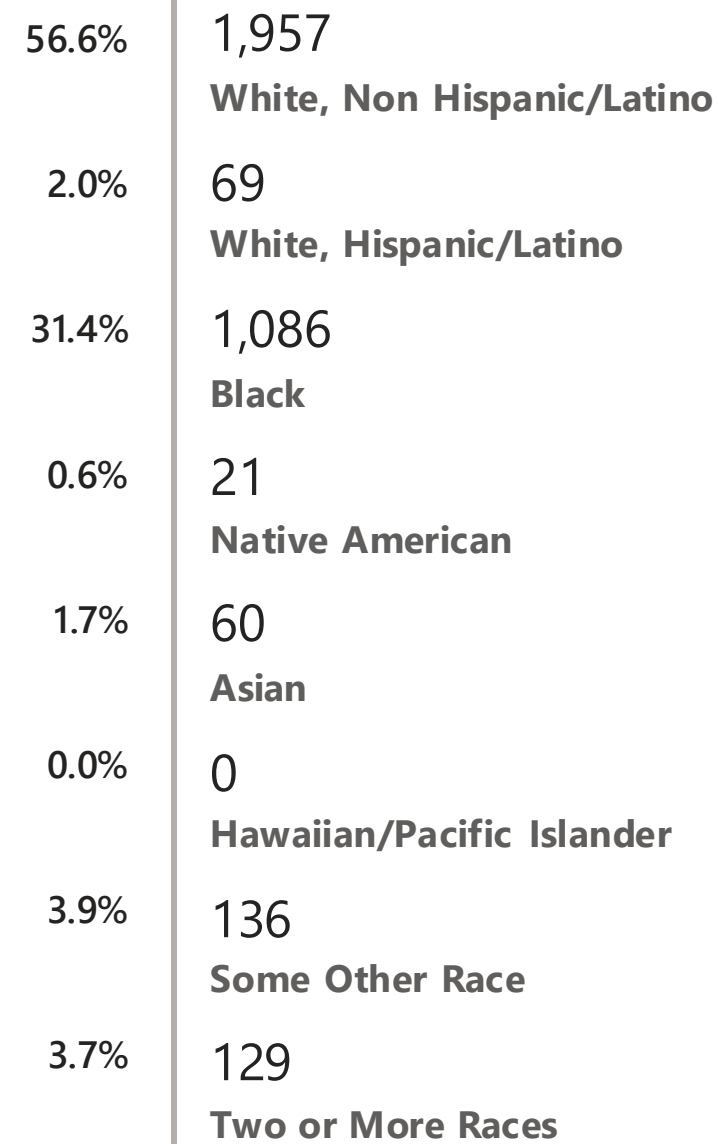 56.6% 1,957
White, Non Hispanic/Latino
2.0% 69
White, Hispanic/Latino
31.4% 1,086
Black
0.6% 21
Native American
1.7% 60
Asian
0.0% 0
Hawaiian/Pacific Islander
3.9% 136
Some Other Race
3.7% 129
Two or More Races